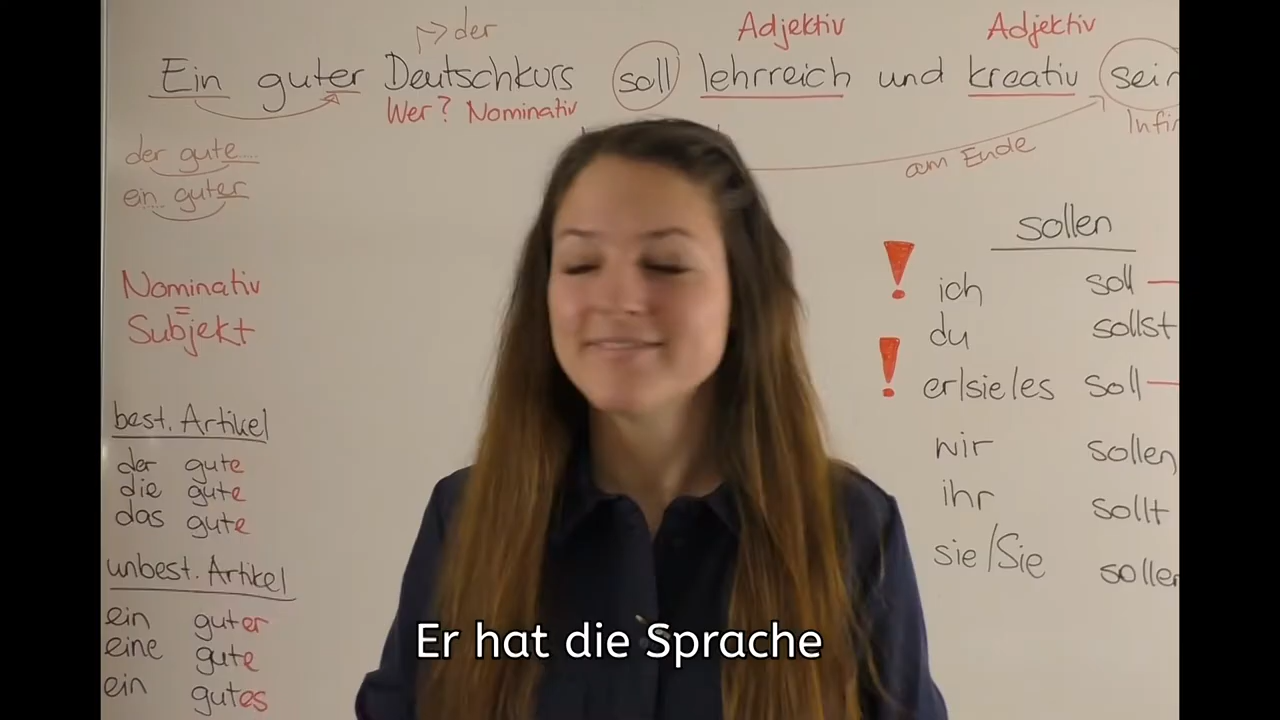 der
Adjektiv Adjektiv
Ein guter Deutschkurs soll lehrreich und kreativ sein
Wer? Nominativ
Infi
am Ende
der gute....
ein guter
Nominativ
=
Subjekt
best. Artikel
der gute
die gute
das gute
unbest. Artikel
ein guter
eine gute
ein gutes
sollen
! ich soll
du sollst
! er/sie/es soll
wir sollen
ihr sollt
sie/Sie sollen
Er hat die Sprache